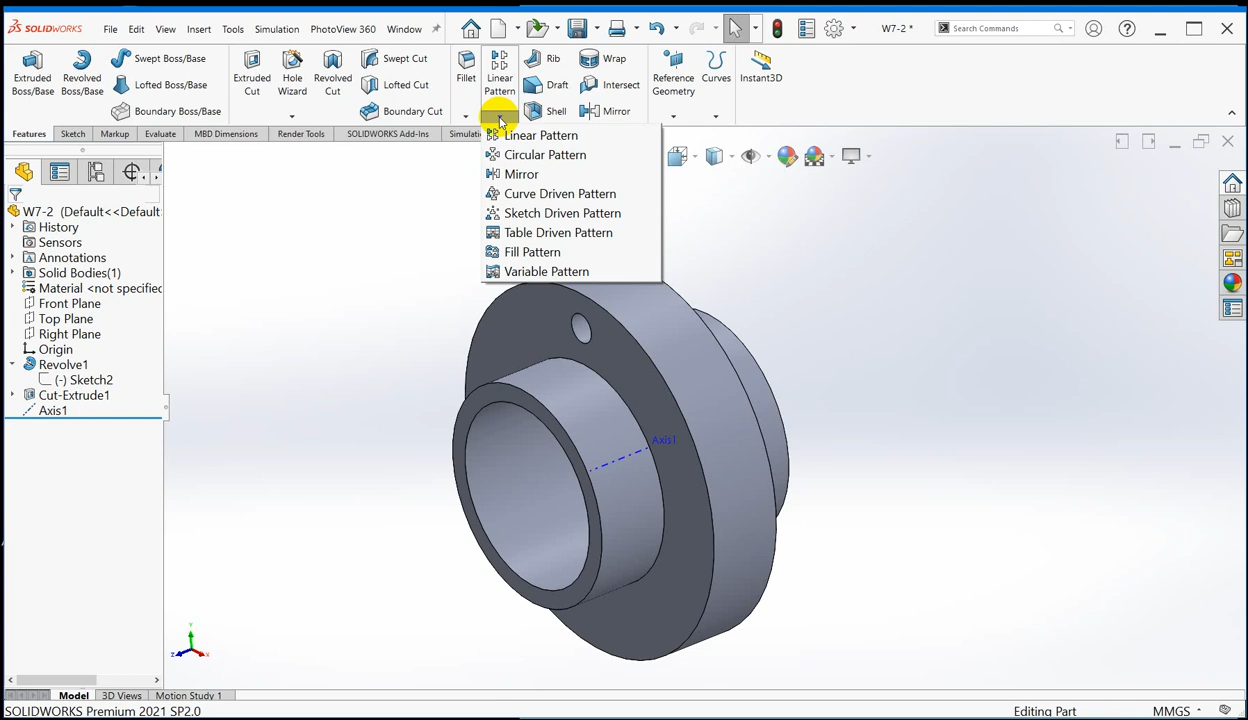 SOLIDWORKS File Edit View Insert Tools Simulation PhotoView 360 Window W7-2 * Search Commands
Extruded Boss/Base
Revolved Boss/Base
Swept Boss/Base
Lofted Boss/Base
Boundary Boss/Base
Extruded Cut
Hole Wizard
Revolved Cut
Swept Cut
Lofted Cut
Boundary Cut
Fillet
Linear Pattern
Rib
Draft
Shell
Wrap
Intersect
Mirror
Reference Geometry
Curves
Instant3D
Features Sketch Markup Evaluate MBD Dimensions Render Tools SOLIDWORKS Add-Ins Simulati
Linear Pattern
Circular Pattern
Mirror
Curve Driven Pattern
Sketch Driven Pattern
Table Driven Pattern
Fill Pattern
Variable Pattern
W7-2 (Default<<Default
History
Sensors
Annotations
Solid Bodies(1)
Material <not specified
Front Plane
Top Plane
Right Plane
Origin
Revolve1
(-) Sketch2
Cut-Extrude1
Axis1
Axis1
Y
Z
X
Model 3D Views Motion Study 1
SOLIDWORKS Premium 2021 SP2.0 Editing Part MMGS